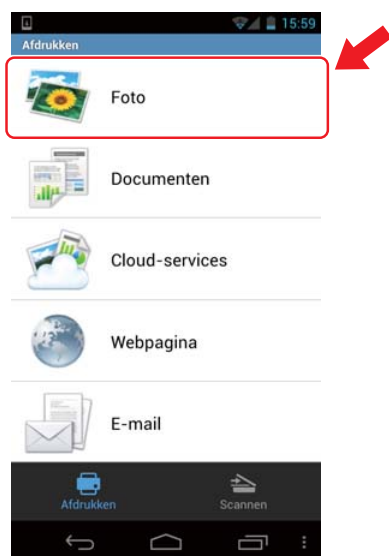 15:59
Afdrukken
Foto
Documenten
Cloud-services
Webpagina
E-mail
Afdrukken
Scannen